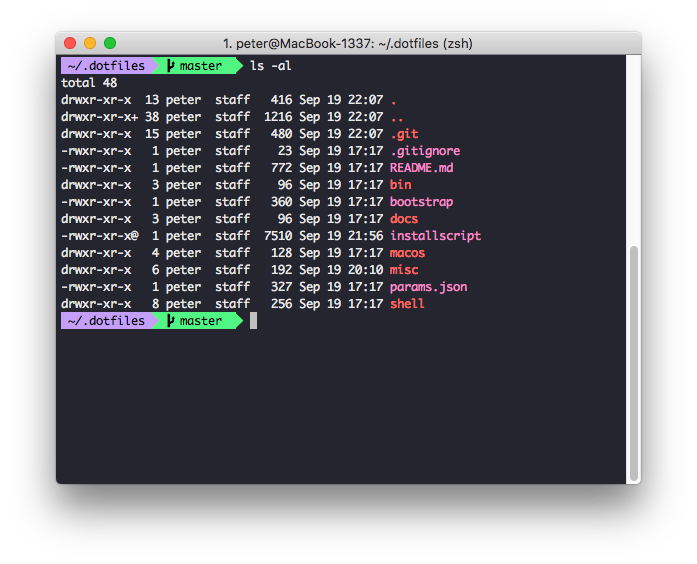 1. peter@MacBook-1337: ~/.dotfiles (zsh)
~/.dotfiles master ls -al
total 48
drwxr-xr-x  13 peter  staff   416 Sep 19 22:07 .
drwxr-xr-x+ 38 peter  staff  1216 Sep 19 22:07 ..
drwxr-xr-x  15 peter  staff   480 Sep 19 22:07 .git
-rwxr-xr-x   1 peter  staff    23 Sep 19 17:17 .gitignore
-rwxr-xr-x   1 peter  staff   772 Sep 19 17:17 README.md
drwxr-xr-x   3 peter  staff    96 Sep 19 17:17 bin
-rwxr-xr-x   1 peter  staff   360 Sep 19 17:17 bootstrap
drwxr-xr-x   3 peter  staff    96 Sep 19 17:17 docs
-rwxr-xr-x@  1 peter  staff  7510 Sep 19 21:56 installscript
drwxr-xr-x   4 peter  staff   128 Sep 19 17:17 macos
drwxr-xr-x   6 peter  staff   192 Sep 19 20:10 misc
-rwxr-xr-x   1 peter  staff   327 Sep 19 17:17 params.json
drwxr-xr-x   8 peter  staff   256 Sep 19 17:17 shell
~/.dotfiles master